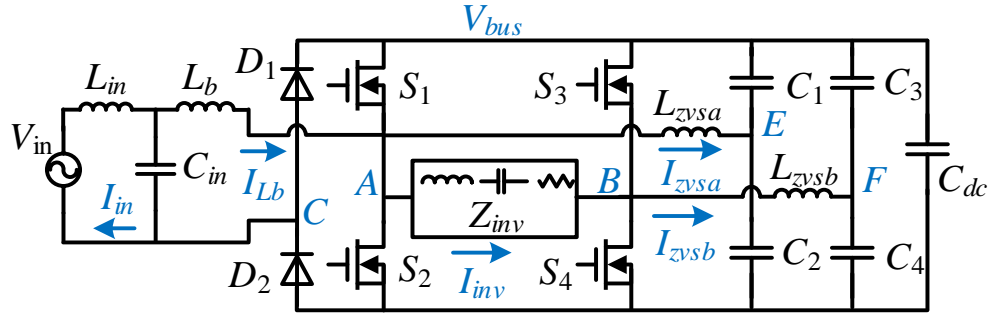 V_bus
D_1
S_1
S_3
C_1
C_3
L_in
L_b
L_zvsa
E
V_in
C_in
I_Lb
A
B
I_zvsa
L_zvsb
F
C_dc
I_in
C
Z_inv
I_zvsb
D_2
S_2
I_inv
S_4
C_2
C_4